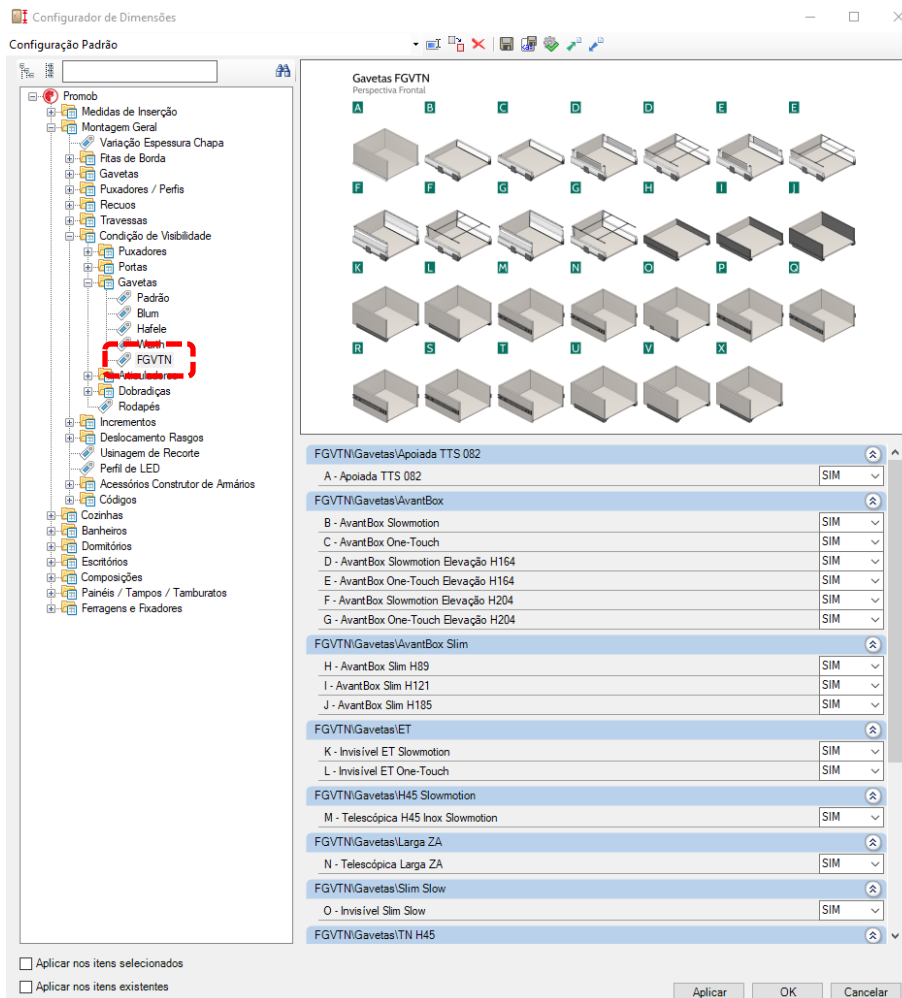 Configurador de Dimensões
Configuração Padrão
Promob
Medidas de Inserção
Montagem Geral
Variação Espessura Chapa
Fitas de Borda
Gavetas
Puxadores / Perfis
Recuos
Travessas
Condição de Visibilidade
Puxadores
Portas
Gavetas
Padrão
Blum
Hafele
Wurth
FGVTN
Articuladores
Dobradiças
Rodapés
Incrementos
Deslocamento Rasgos
Usinagem de Recorte
Perfil de LED
Acessórios Construtor de Armários
Códigos
Cozinhas
Banheiros
Dormitórios
Escritórios
Composições
Painéis / Tampos / Tamburatos
Ferragens e Fixadores
Gavetas FGVTN
Perspectiva Frontal
A B C D D E E
F F G G H I J
K L M N O P Q
R S T U V X
FGVTN\Gavetas\Apoiada TTS 082
A - Apoiada TTS 082 SIM
FGVTN\Gavetas\AvantBox
B - AvantBox Slowmotion SIM
C - AvantBox One-Touch SIM
D - AvantBox Slowmotion Elevação H164 SIM
E - AvantBox One-Touch Elevação H164 SIM
F - AvantBox Slowmotion Elevação H204 SIM
G - AvantBox One-Touch Elevação H204 SIM
FGVTN\Gavetas\AvantBox Slim
H - AvantBox Slim H89 SIM
I - AvantBox Slim H121 SIM
J - AvantBox Slim H185 SIM
FGVTN\Gavetas\ET
K - Invisível ET Slowmotion SIM
L - Invisível ET One-Touch SIM
FGVTN\Gavetas\H45 Slowmotion
M - Telescópica H45 Inox Slowmotion SIM
FGVTN\Gavetas\Larga ZA
N - Telescópica Larga ZA SIM
FGVTN\Gavetas\Slim Slow
O - Invisível Slim Slow SIM
FGVTN\Gavetas\TN H45
Aplicar nos itens selecionados
Aplicar nos itens existentes
Aplicar OK Cancelar